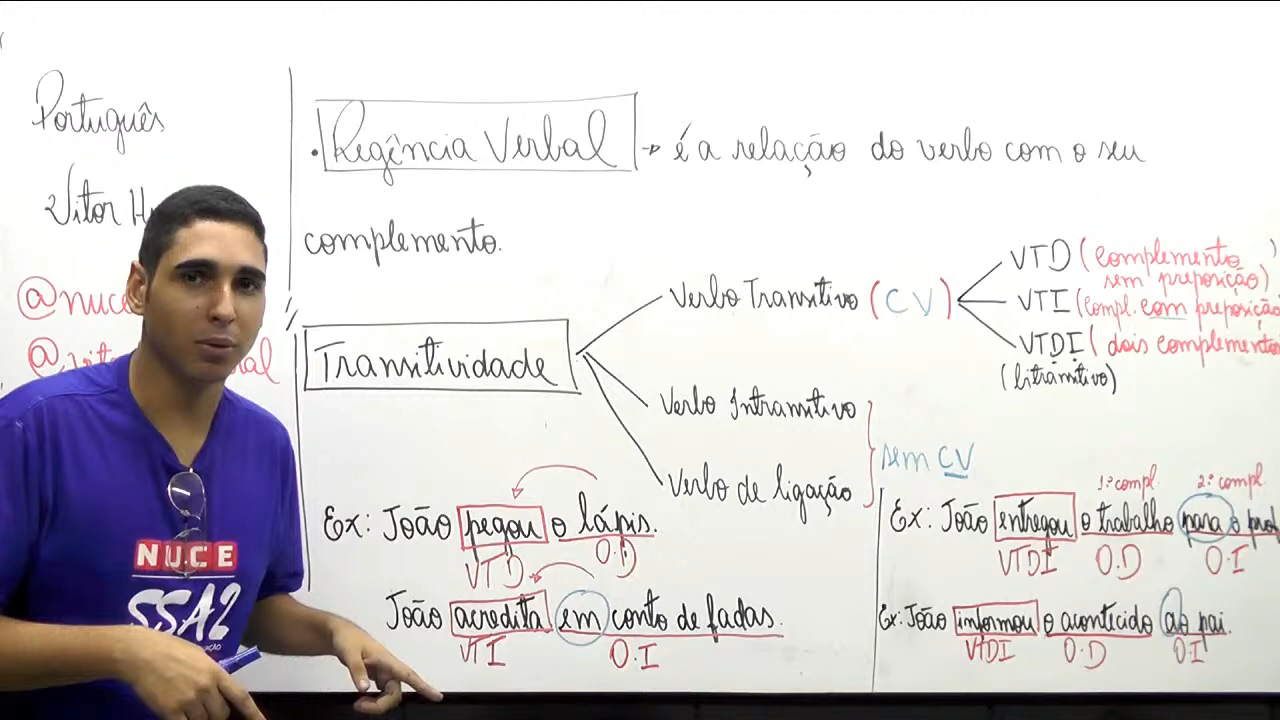 Português
Vitor
• Regência Verbal → é a relação do verbo com o seu
complemento.
Transitividade
Verbo Transitivo (CV)
VTD (complemento
sem preposição)
VTI (compl. com preposição
VTDI (dois complementos
(bitransitivo)
Verbo Intransitivo
Verbo de ligação
sem CV
Ex: João pegou o lápis.
VTD O.D
João acredita em conto de fadas.
VTI O.I
1º compl. 2º compl.
Ex: João entregou o trabalho para o prof
VTDI O.D O.I
Ex: João informou o acontecido ao pai.
VTDI O.D O.I
NUCE
SSA2